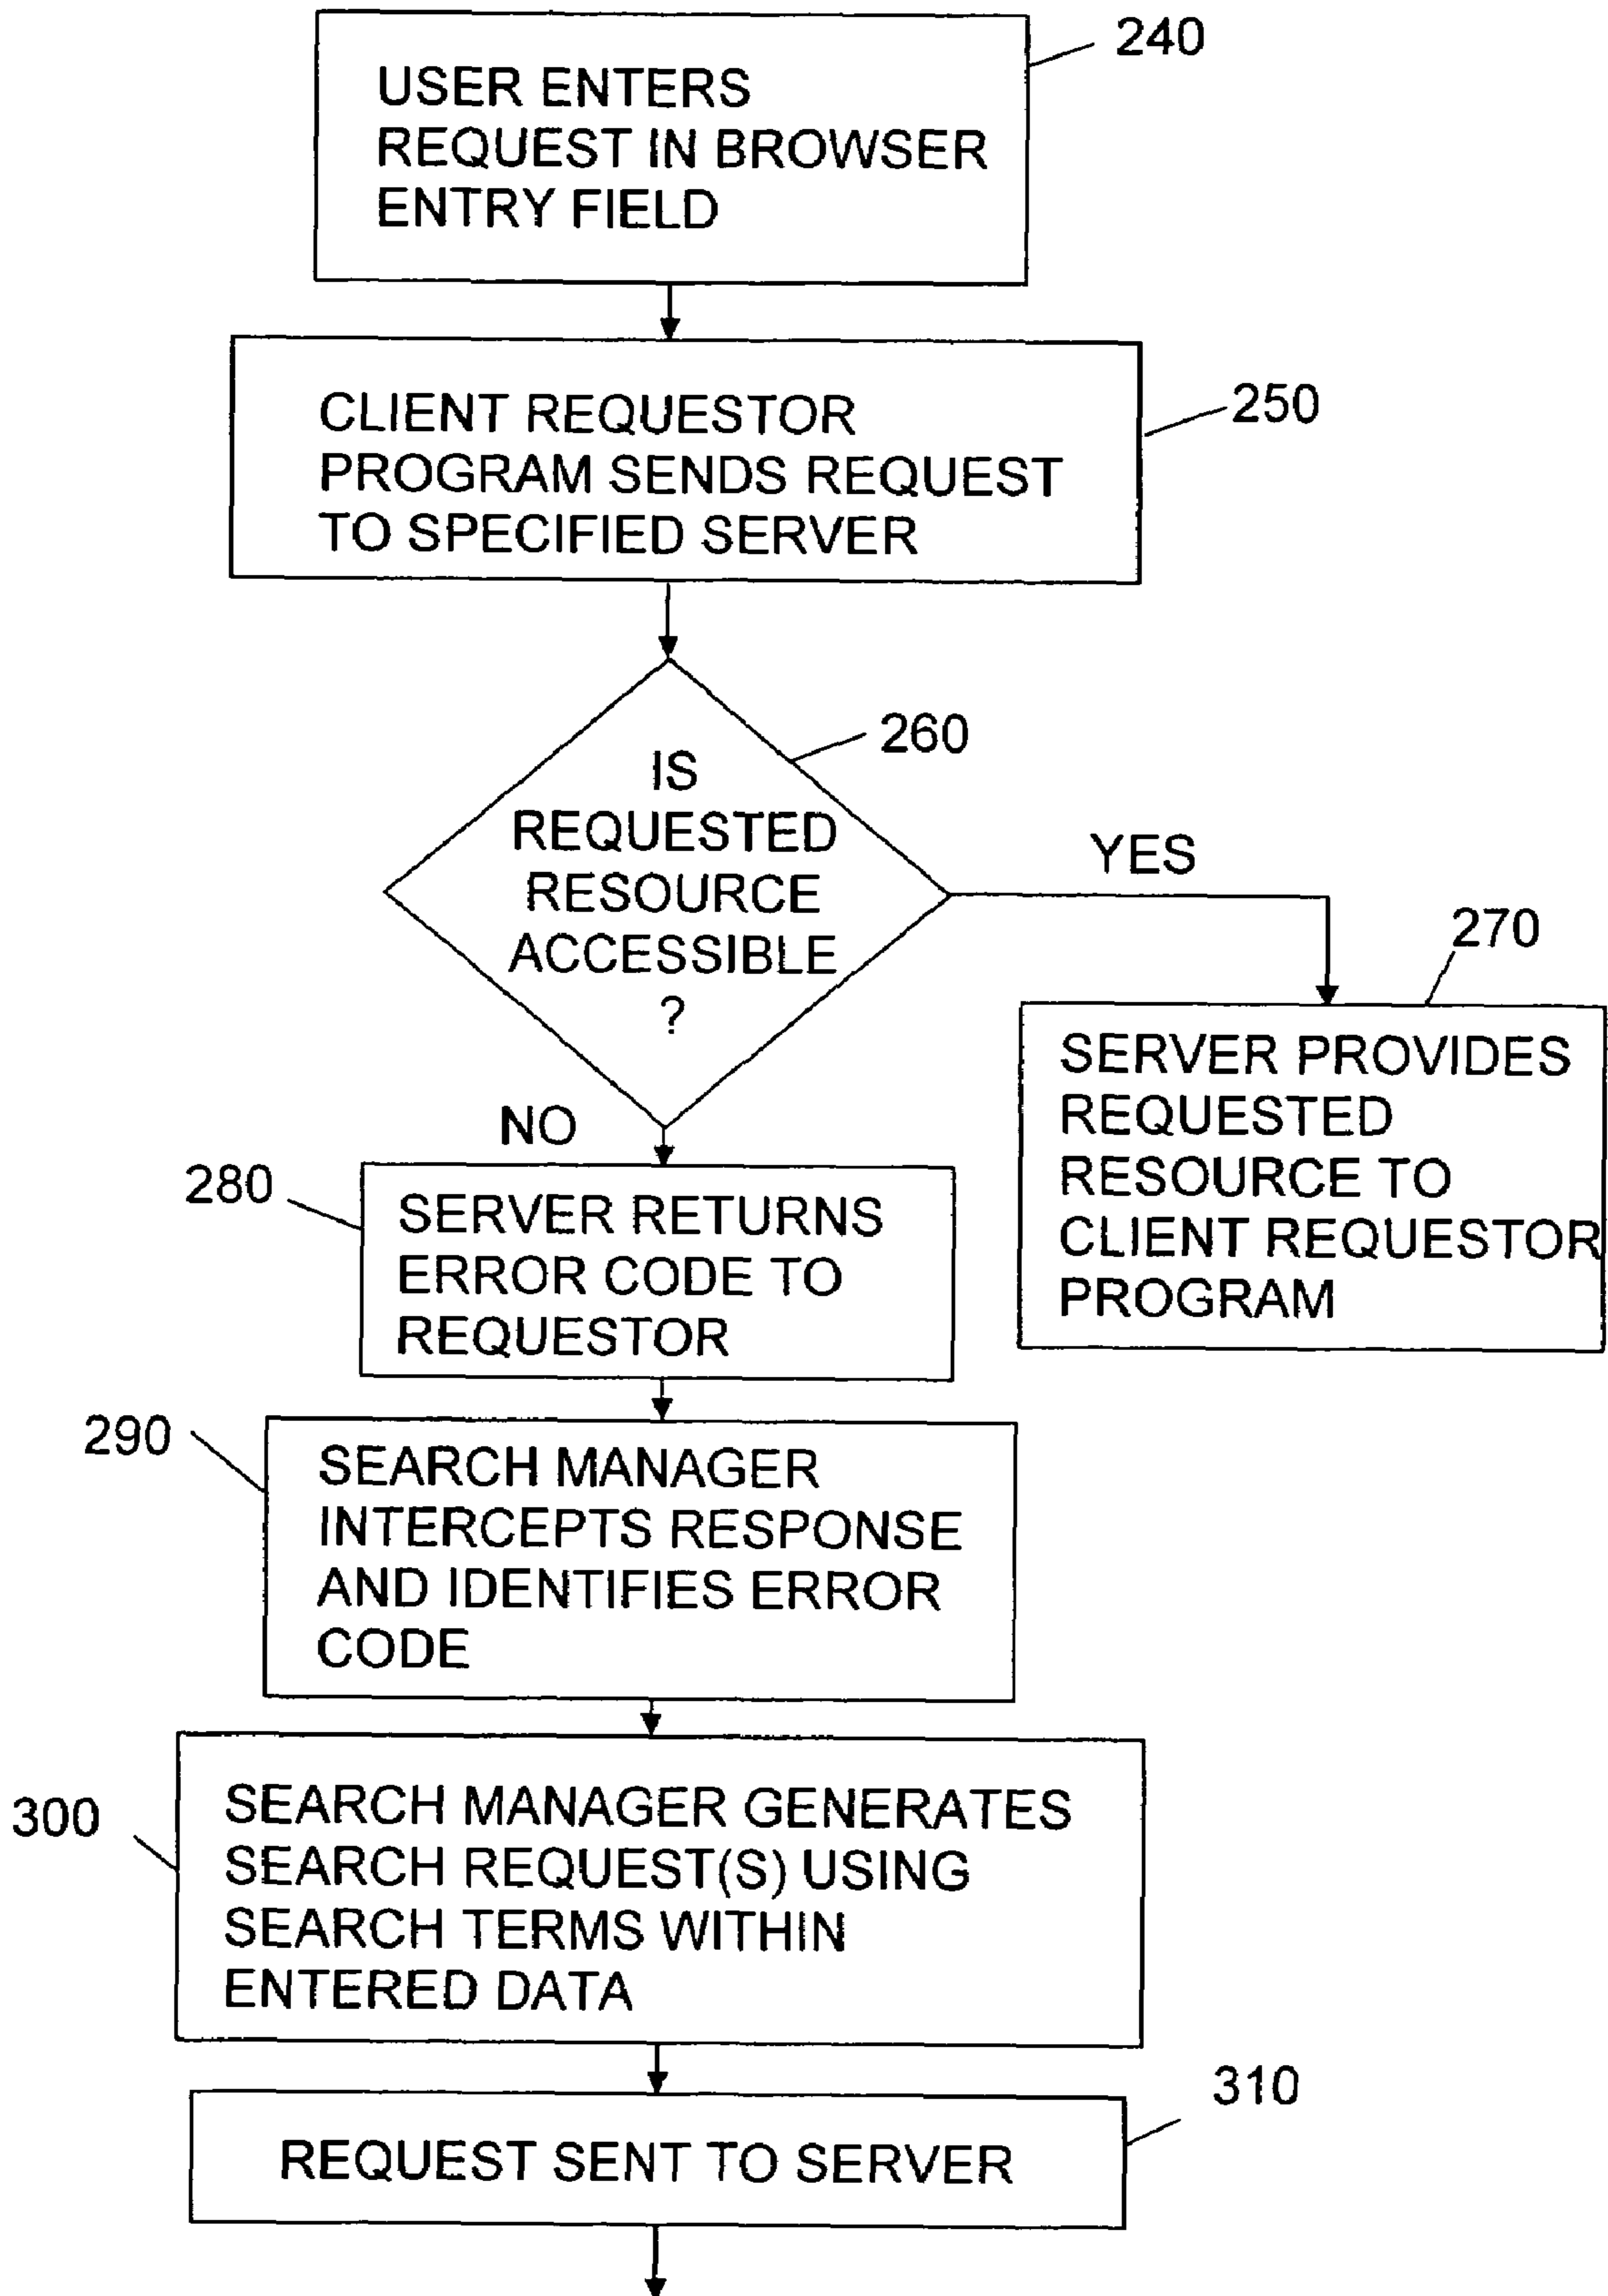 240
USER ENTERS
REQUEST IN BROWSER
ENTRY FIELD
250
CLIENT REQUESTOR
PROGRAM SENDS REQUEST
TO SPECIFIED SERVER
260
IS
REQUESTED
RESOURCE
ACCESSIBLE
?
YES
270
SERVER PROVIDES
REQUESTED
RESOURCE TO
CLIENT REQUESTOR
PROGRAM
NO
280
SERVER RETURNS
ERROR CODE TO
REQUESTOR
290
SEARCH MANAGER
INTERCEPTS RESPONSE
AND IDENTIFIES ERROR
CODE
300
SEARCH MANAGER GENERATES
SEARCH REQUEST(S) USING
SEARCH TERMS WITHIN
ENTERED DATA
310
REQUEST SENT TO SERVER